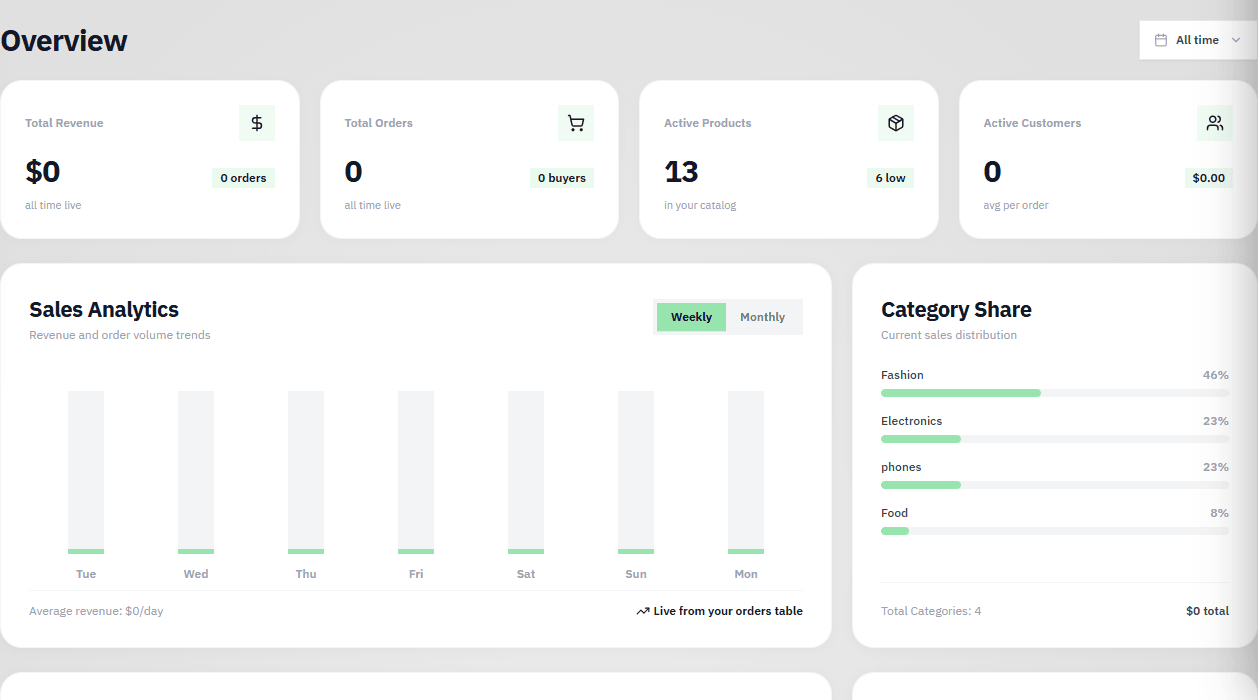 Overview
All time
Total Revenue
$0
0 orders
all time live
Total Orders
0
0 buyers
all time live
Active Products
13
6 low
in your catalog
Active Customers
0
$0.00
avg per order
Sales Analytics
Revenue and order volume trends
Weekly
Monthly
Tue
Wed
Thu
Fri
Sat
Sun
Mon
Average revenue: $0/day
Live from your orders table
Category Share
Current sales distribution
Fashion
46%
Electronics
23%
phones
23%
Food
8%
Total Categories: 4
$0 total